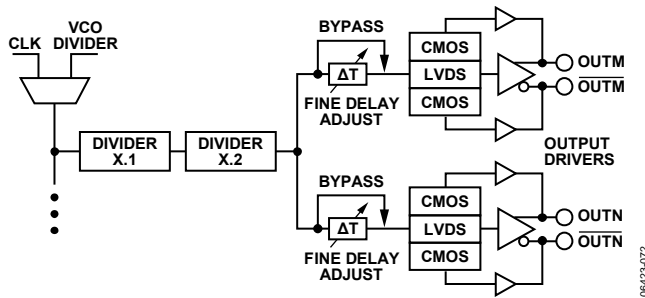 VCO
CLK DIVIDER
DIVIDER
X.1
DIVIDER
X.2
BYPASS
ΔT
FINE DELAY
ADJUST
CMOS
LVDS
CMOS
OUTM
OUTM
OUTPUT
DRIVERS
BYPASS
ΔT
FINE DELAY
ADJUST
CMOS
LVDS
CMOS
OUTN
OUTN
06423-072